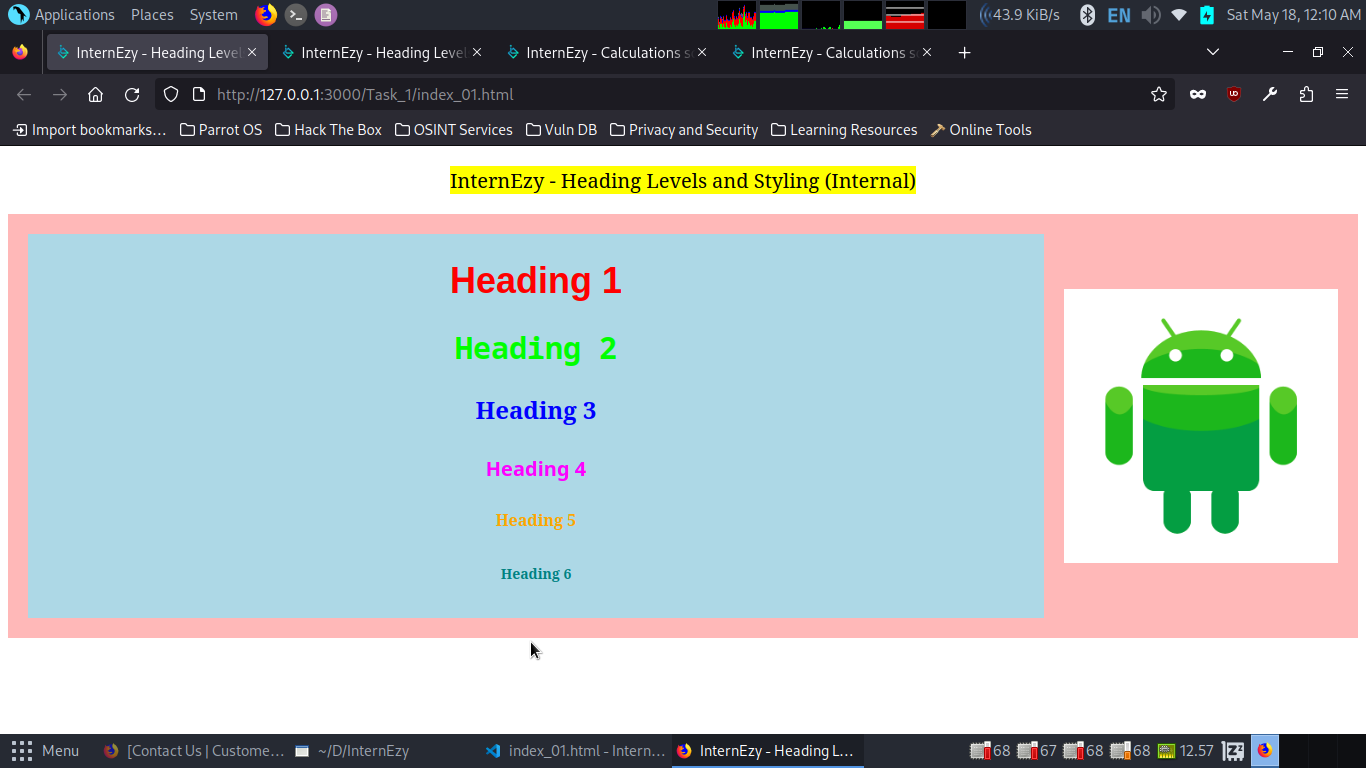 Applications Places System 43.9 KiB/s EN Sat May 18, 12:10 AM
InternEzy - Heading Level InternEzy - Heading Level InternEzy - Calculations s InternEzy - Calculations s
http://127.0.0.1:3000/Task_1/index_01.html
Import bookmarks… Parrot OS Hack The Box OSINT Services Vuln DB Privacy and Security Learning Resources Online Tools
InternEzy - Heading Levels and Styling (Internal)
Heading 1
Heading 2
Heading 3
Heading 4
Heading 5
Heading 6
Menu [Contact Us | Custome… ~/D/InternEzy index_01.html - Intern… InternEzy - Heading L… 68 67 68 68 12.57